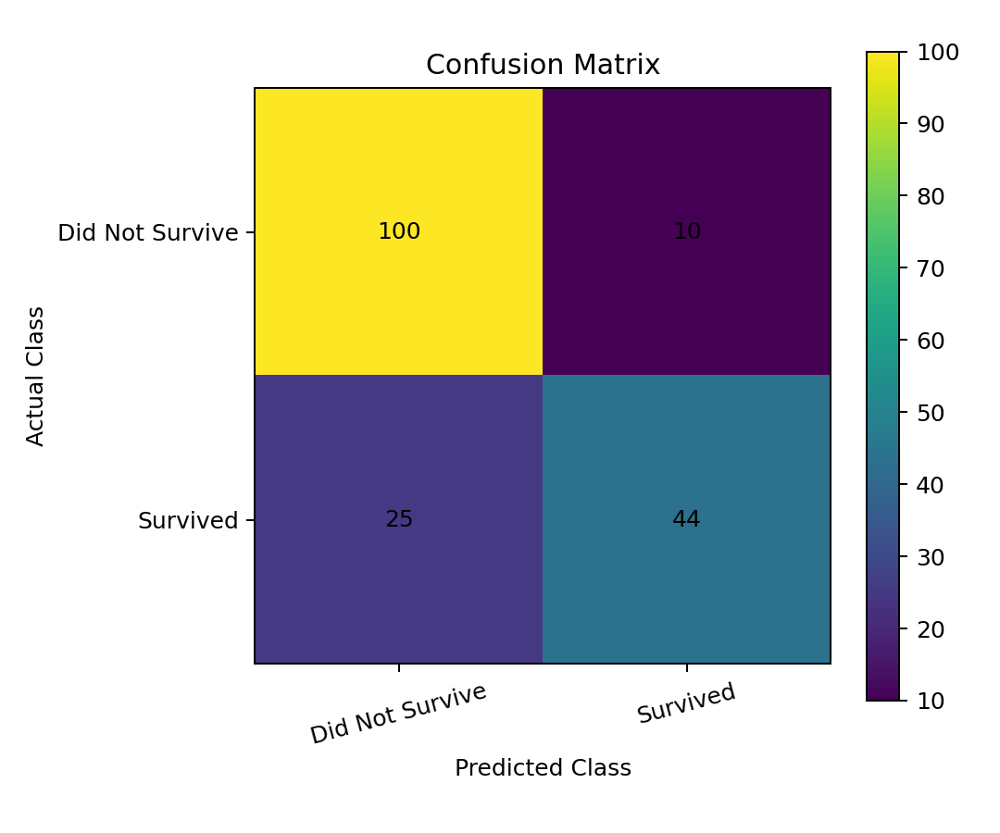 Confusion Matrix
Actual Class
Did Not Survive
Survived
100
10
25
44
Did Not Survive
Survived
Predicted Class
100
90
80
70
60
50
40
30
20
10